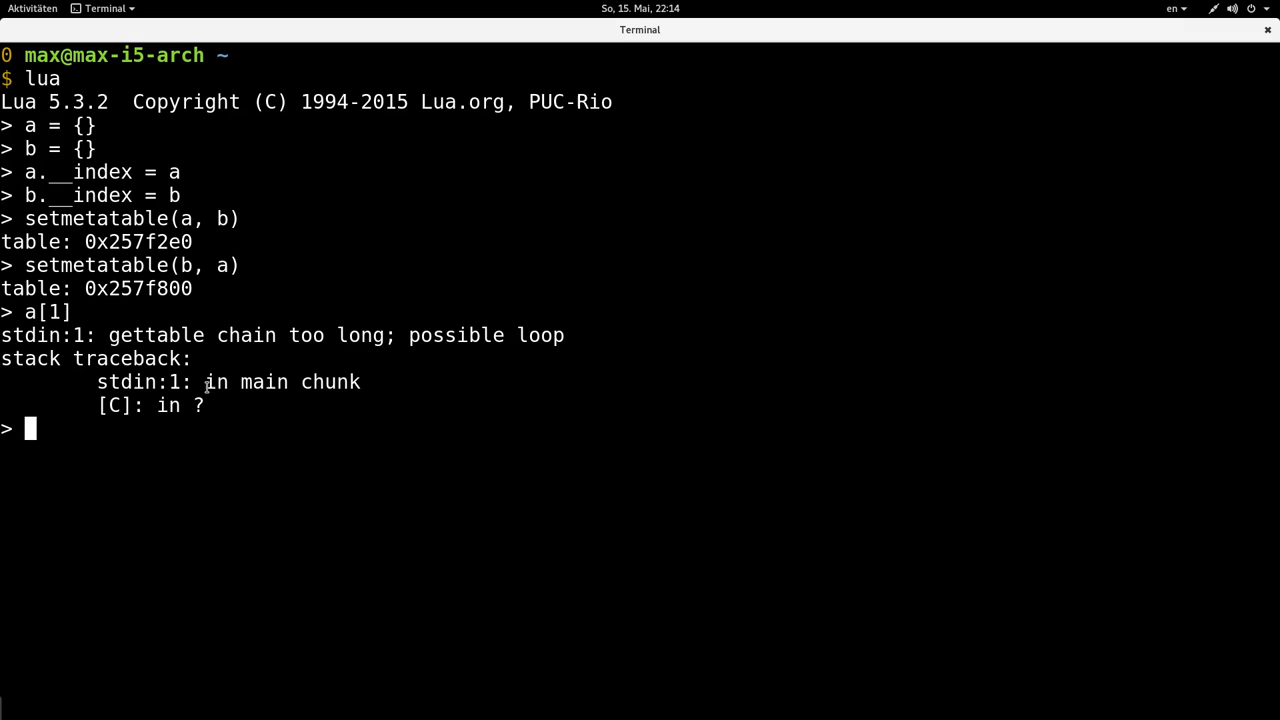 Aktivitäten Terminal So, 15. Mai, 22:14 en
Terminal
0 max@max-i5-arch ~
$ lua
Lua 5.3.2  Copyright (C) 1994-2015 Lua.org, PUC-Rio
> a = {}
> b = {}
> a.__index = a
> b.__index = b
> setmetatable(a, b)
table: 0x257f2e0
> setmetatable(b, a)
table: 0x257f800
> a[1]
stdin:1: gettable chain too long; possible loop
stack traceback:
        stdin:1: in main chunk
        [C]: in ?
>